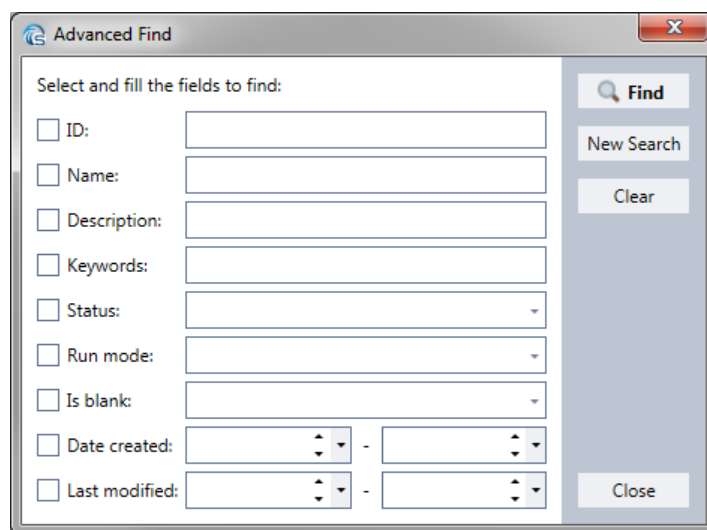 Advanced Find
Select and fill the fields to find:
Find
ID:
New Search
Name:
Clear
Description:
Keywords:
Status:
Run mode:
Is blank:
Date created: -
Last modified: -
Close